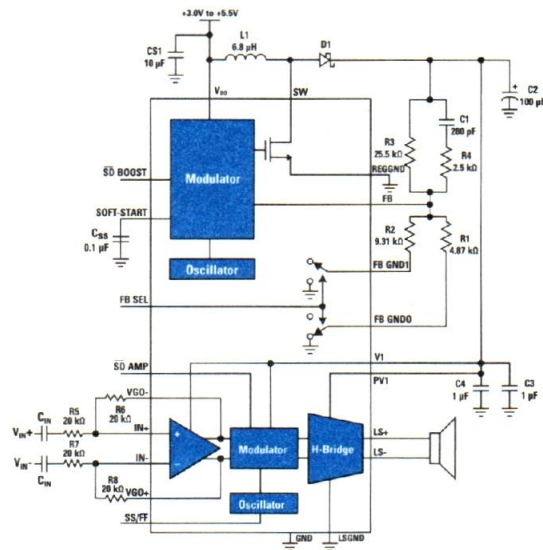 +3.0V to +5.5V
CS1
10 µF
L1
6.8 µH
D1
C2
100 µF
VDD
SW
C1
280 pF
R3
25.5 kΩ
R4
2.5 kΩ
REGGND
Modulator
SD BOOST
FB
SOFT-START
CSS
0.1 µF
R2
9.31 kΩ
R1
4.87 kΩ
Oscillator
FB GND1
FB SEL
FB GND0
V1
SD AMP
PV1
VGO-
C4
1 µF
C3
1 µF
R5
20 kΩ
R6
20 kΩ
CIN
VIN+
IN+
+
LS+
Modulator
H-Bridge
R7
20 kΩ
VIN-
IN-
–
LS-
CIN
R8
20 kΩ
VGO+
Oscillator
SS/FF
GND
LSGND